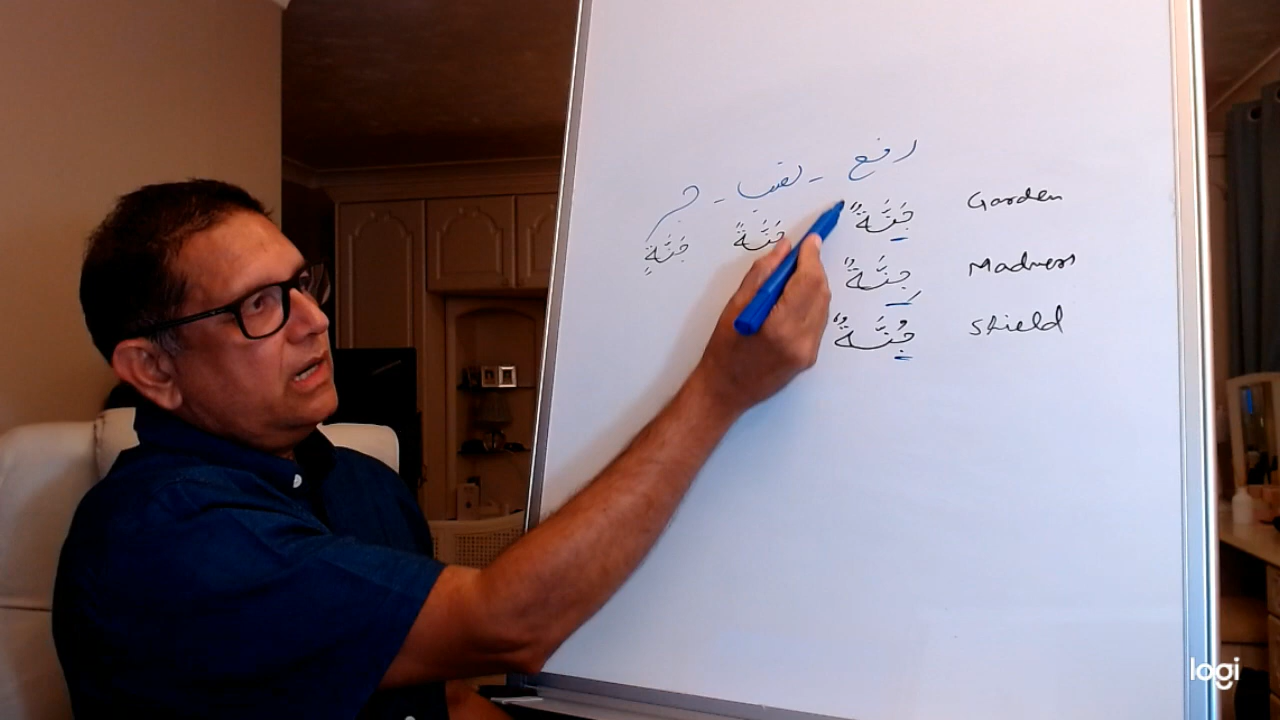 رفع - نصب - جر
جَنَّةٌ جَنَّةً جَنَّةٍ Garden
جِنَّةٌ Madness
جُنَّةٌ shield
logi